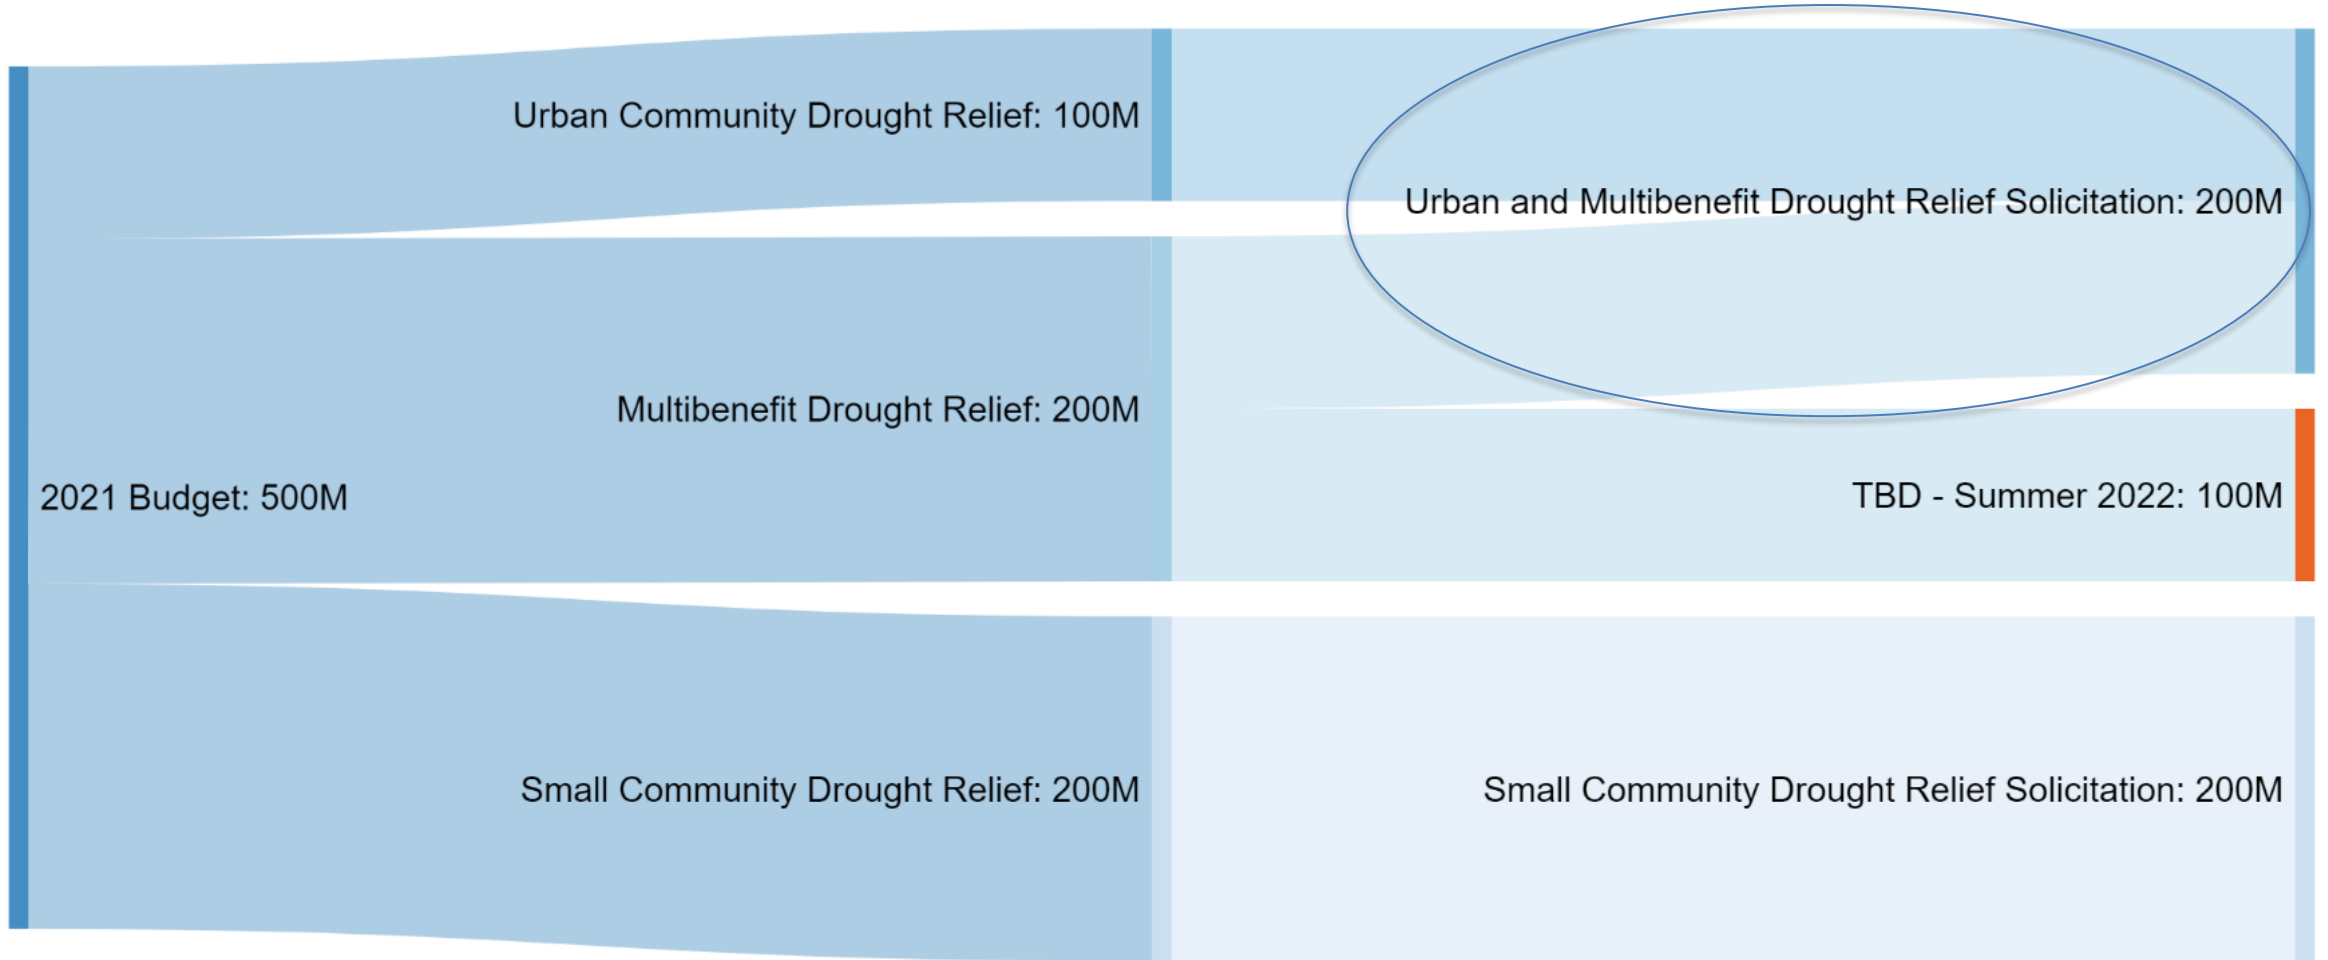 Urban Community Drought Relief: 100M
Urban and Multibenefit Drought Relief Solicitation: 200M
Multibenefit Drought Relief: 200M
2021 Budget: 500M
TBD - Summer 2022: 100M
Small Community Drought Relief: 200M
Small Community Drought Relief Solicitation: 200M